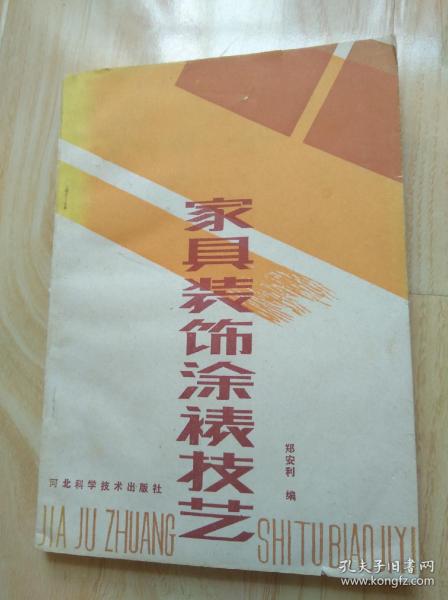 家具装饰涂裱技艺
郑安利 编
河北科学技术出版社
JIA JU ZHUANG SHI TU BIAO JI YI
孔夫子旧书网
www.kongfz.com